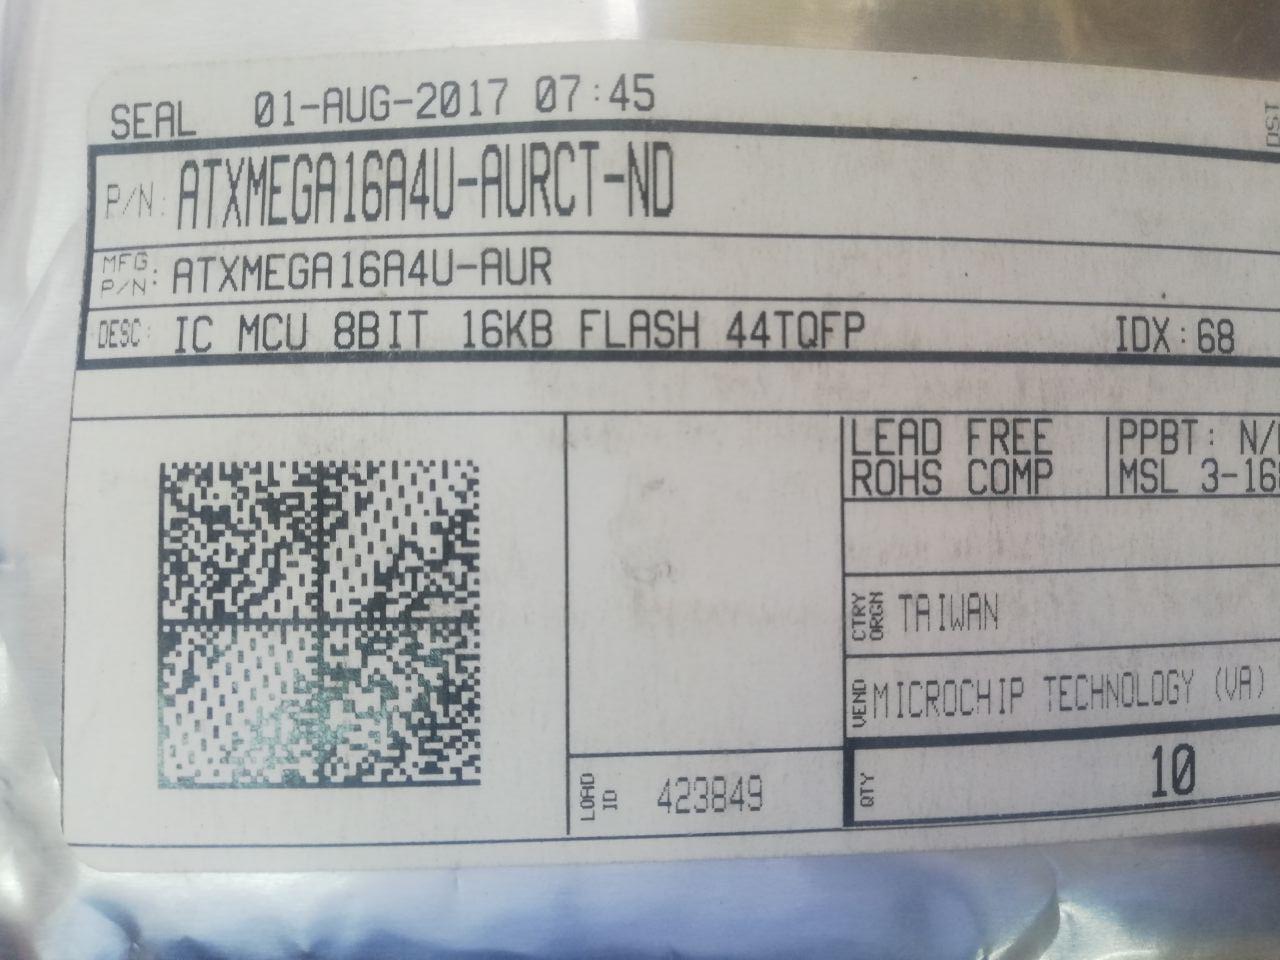 SEAL 01-AUG-2017 07:45
P/N: ATXMEGA16A4U-AURCT-ND
MFG P/N: ATXMEGA16A4U-AUR
DESC: IC MCU 8BIT 16KB FLASH 44TQFP IDX:68
LEAD FREE
ROHS COMP
PPBT: N/
MSL 3-16
CTRY ORGN TAIWAN
VEND MICROCHIP TECHNOLOGY (VA)
LOAD ID 423849
QTY 10